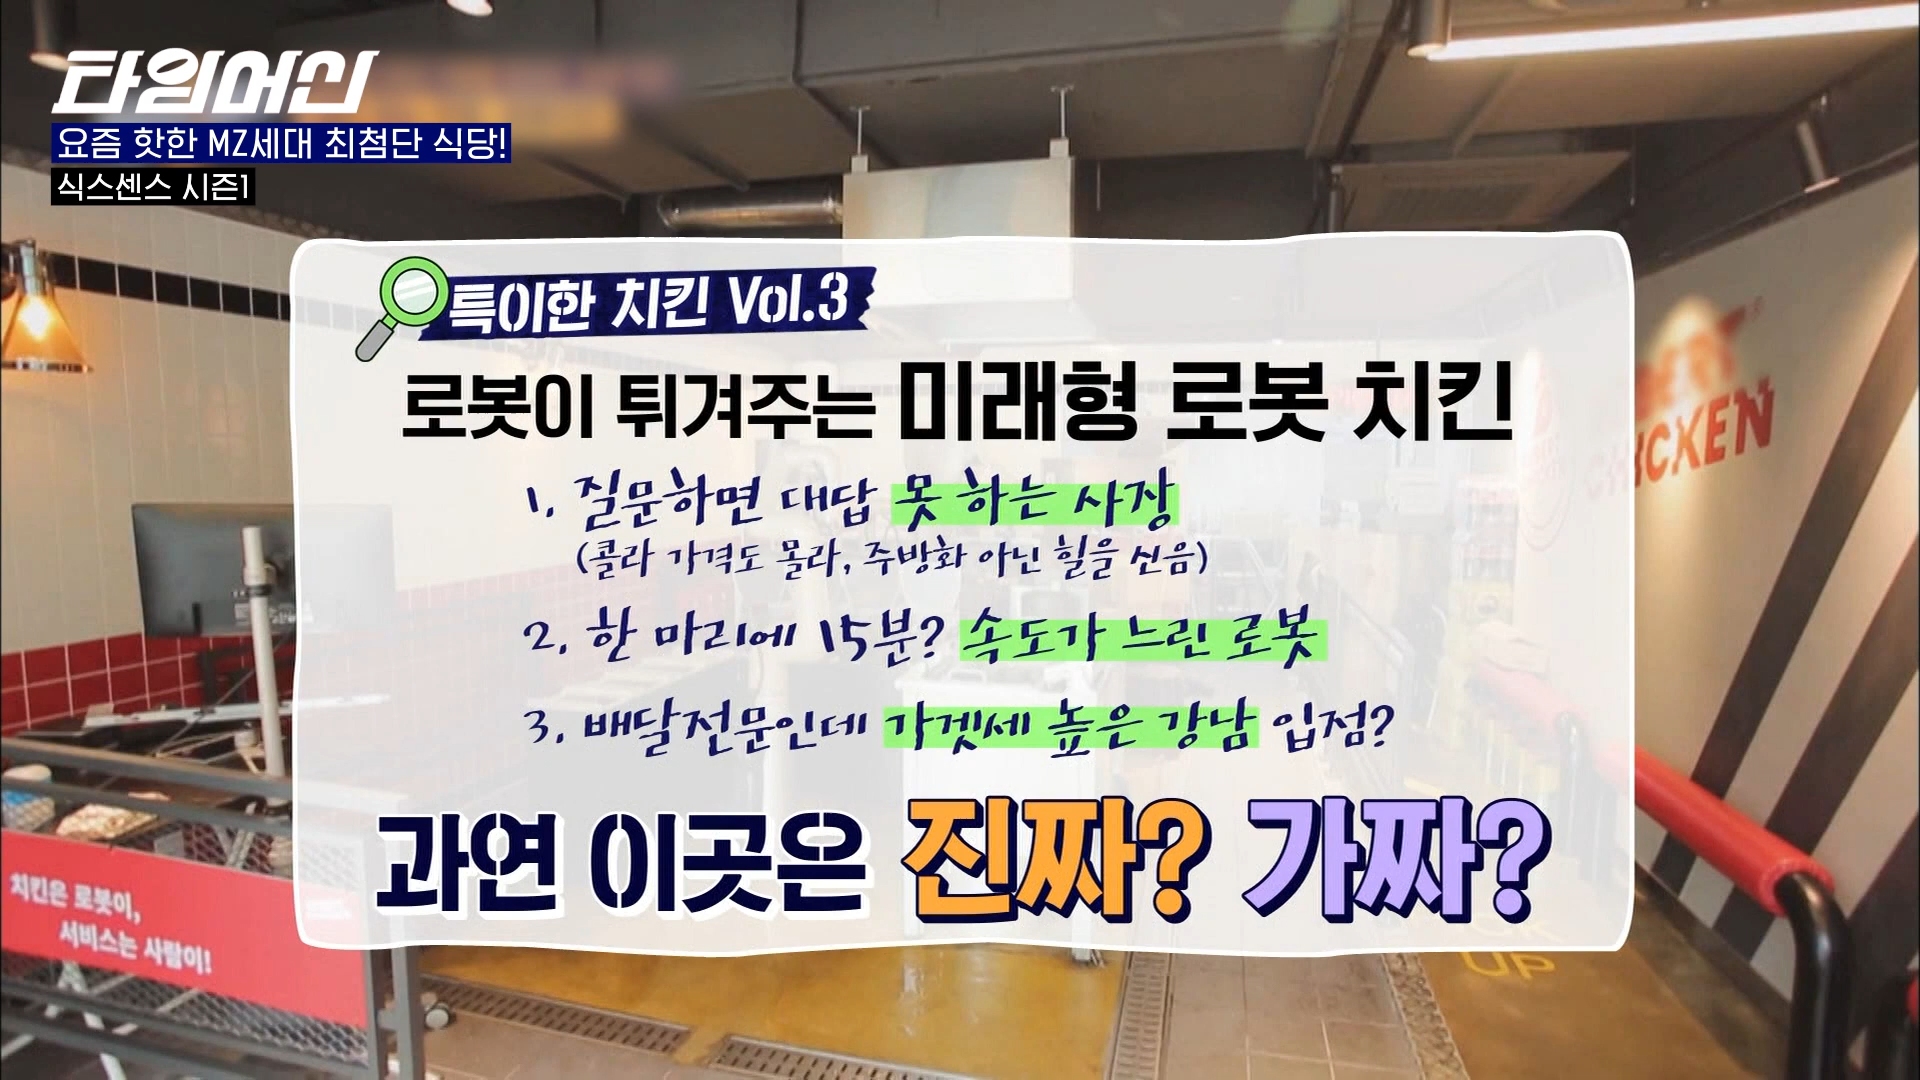 타임머신
요즘 핫한 MZ세대 최첨단 식당!
식스센스 시즌1
특이한 치킨 Vol.3
로봇이 튀겨주는 미래형 로봇 치킨
1. 질문하면 대답 못 하는 사장
(콜라 가격도 몰라, 주방화 아닌 힐을 신음)
2. 한 마리에 15분? 속도가 느린 로봇
3. 배달전문인데 가겟세 높은 강남 입점?
과연 이곳은 진짜? 가짜?
CHICKEN
치킨은 로봇이,
서비스는 사람이!
UP